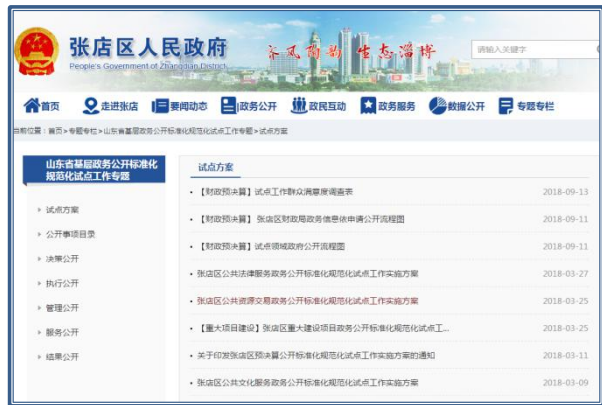 张店区人民政府
People's Government of Zhangdian District
齐风商韵 生态淄博
请输入关键字
首页 走进张店 要闻动态 政务公开 政民互动 政务服务 数据公开 专题专栏
当前位置：首页>专题专栏>山东省基层政务公开标准化规范化试点工作专题>试点方案
山东省基层政务公开标准化
规范化试点工作专题
试点方案
公开事项目录
决策公开
执行公开
管理公开
服务公开
结果公开
试点方案
·【财政预决算】试点工作群众满意度调查表 2018-09-13
·【财政预决算】 张店区财政局政务信息依申请公开流程图 2018-09-11
·【财政预决算】试点领域政府公开流程图 2018-09-11
·张店区公共法律服务政务公开标准化规范化试点工作实施方案 2018-03-27
·张店区公共资源交易政务公开标准化规范化试点工作实施方案 2018-03-25
·【重大项目建设】张店区重大建设项目政务公开标准化规范化试点工... 2018-03-25
·关于印发张店区预决算公开标准化规范化试点工作实施方案的通知 2018-03-11
·张店区公共文化服务政务公开标准化规范化试点工作实施方案 2018-03-09